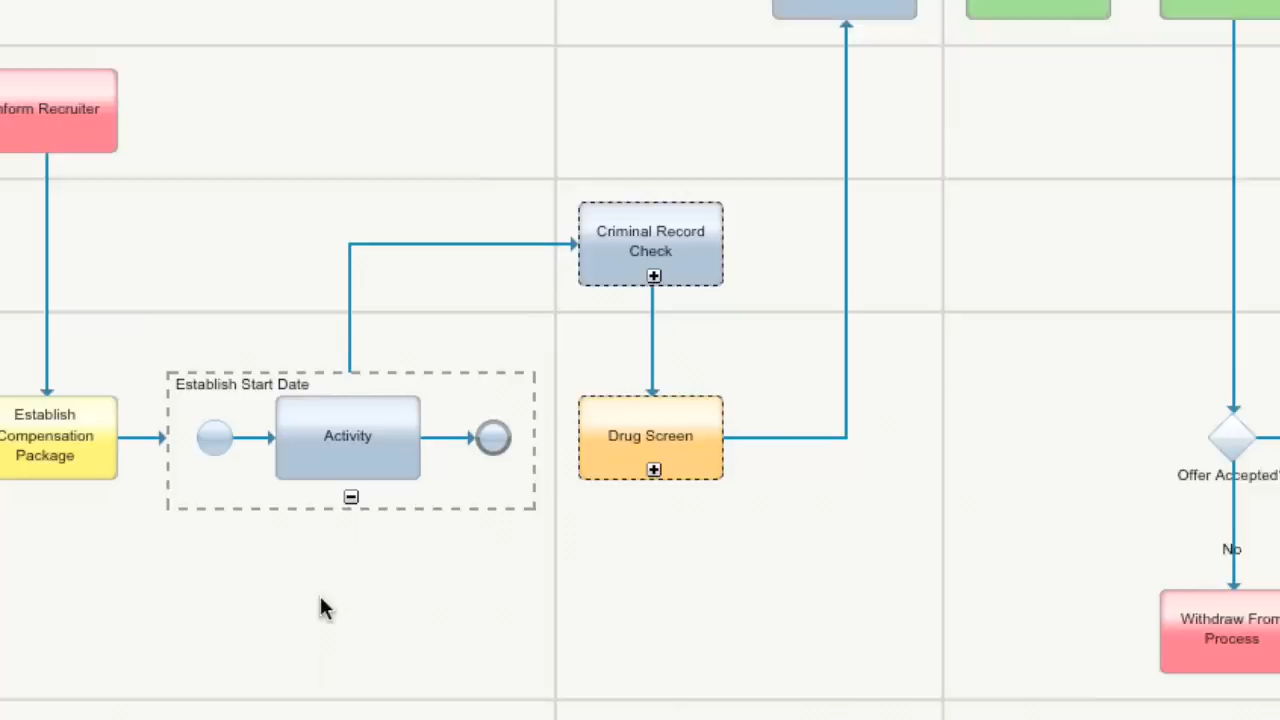 nform Recruiter
Criminal Record
Check
Establish Start Date
Establish
Compensation
Package
Activity
Drug Screen
Offer Accepted?
No
Withdraw From
Process